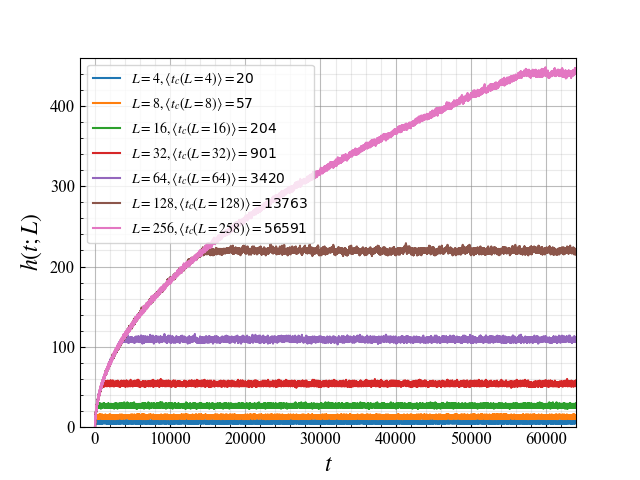 L = 4, ⟨t_c(L = 4)⟩ = 20
L = 8, ⟨t_c(L = 8)⟩ = 57
L = 16, ⟨t_c(L = 16)⟩ = 204
L = 32, ⟨t_c(L = 32)⟩ = 901
L = 64, ⟨t_c(L = 64)⟩ = 3420
L = 128, ⟨t_c(L = 128)⟩ = 13763
L = 256, ⟨t_c(L = 258)⟩ = 56591
400
300
200
100
0
h(t; L)
0 10000 20000 30000 40000 50000 60000
t